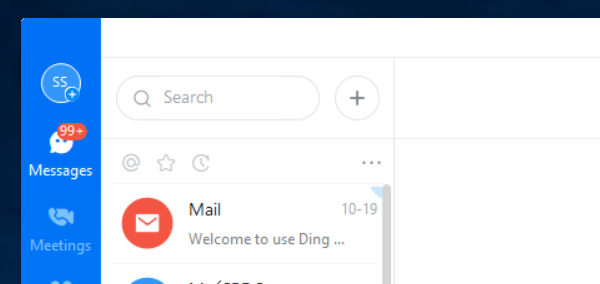 SS
99+
Messages
Meetings
Search
Mail
10-19
Welcome to use Ding ...